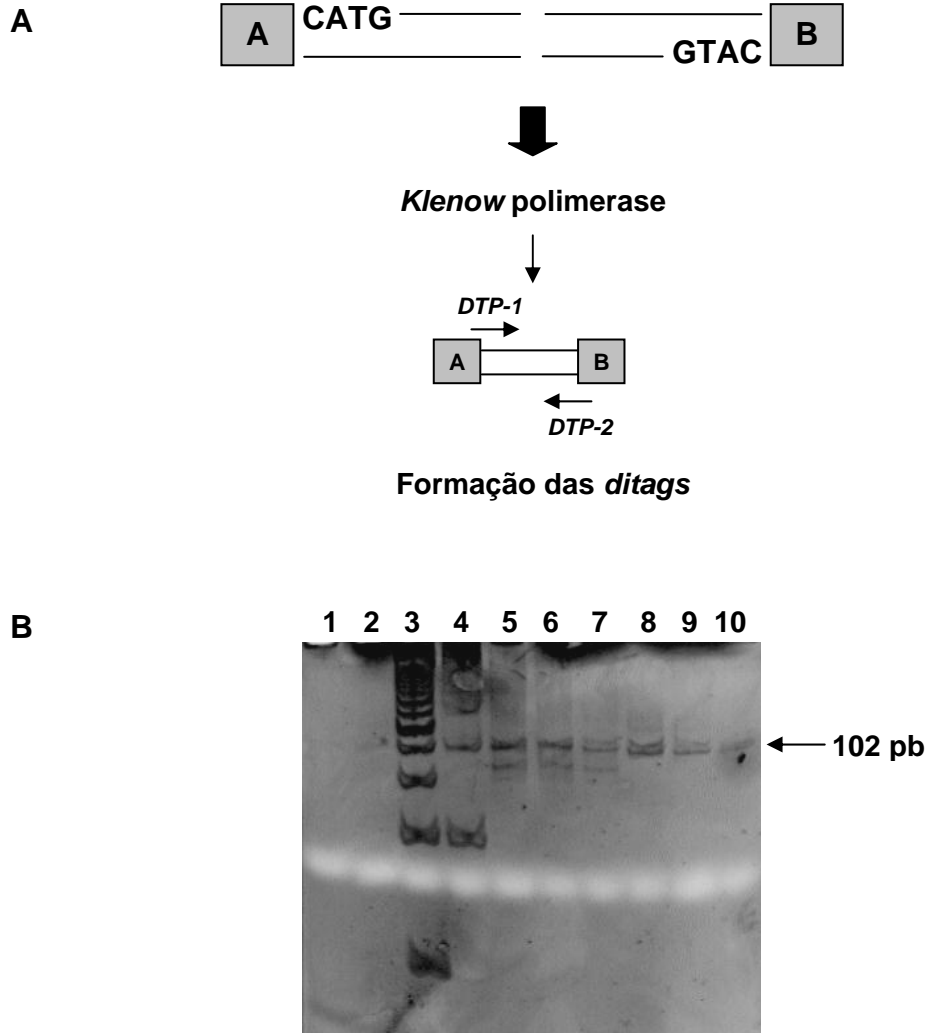 A
A CATG
GTAC B
Klenow polimerase
DTP-1
A B
DTP-2
Formação das ditags
B
1 2 3 4 5 6 7 8 9 10
102 pb